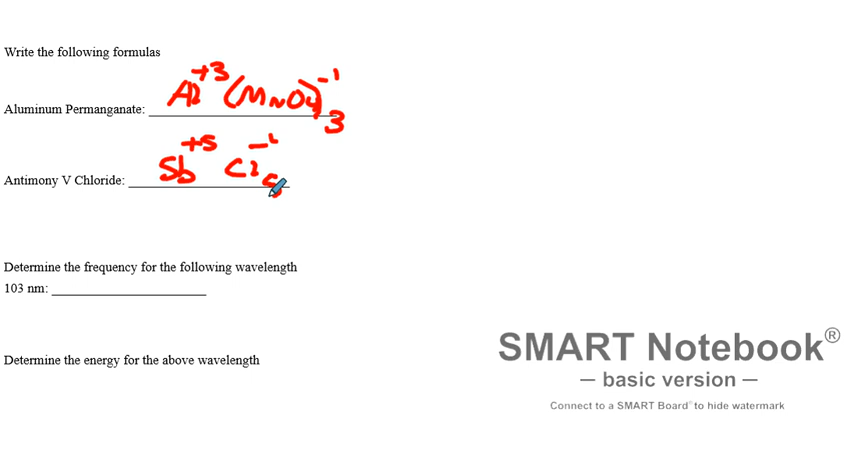 Write the following formulas
Aluminum Permanganate: Al⁺³ (MnO₄)₃⁻¹
Antimony V Chloride: Sb⁺⁵ Cl₅⁻¹
Determine the frequency for the following wavelength
103 nm:
Determine the energy for the above wavelength
SMART Notebook®
— basic version —
Connect to a SMART Board™ to hide watermark